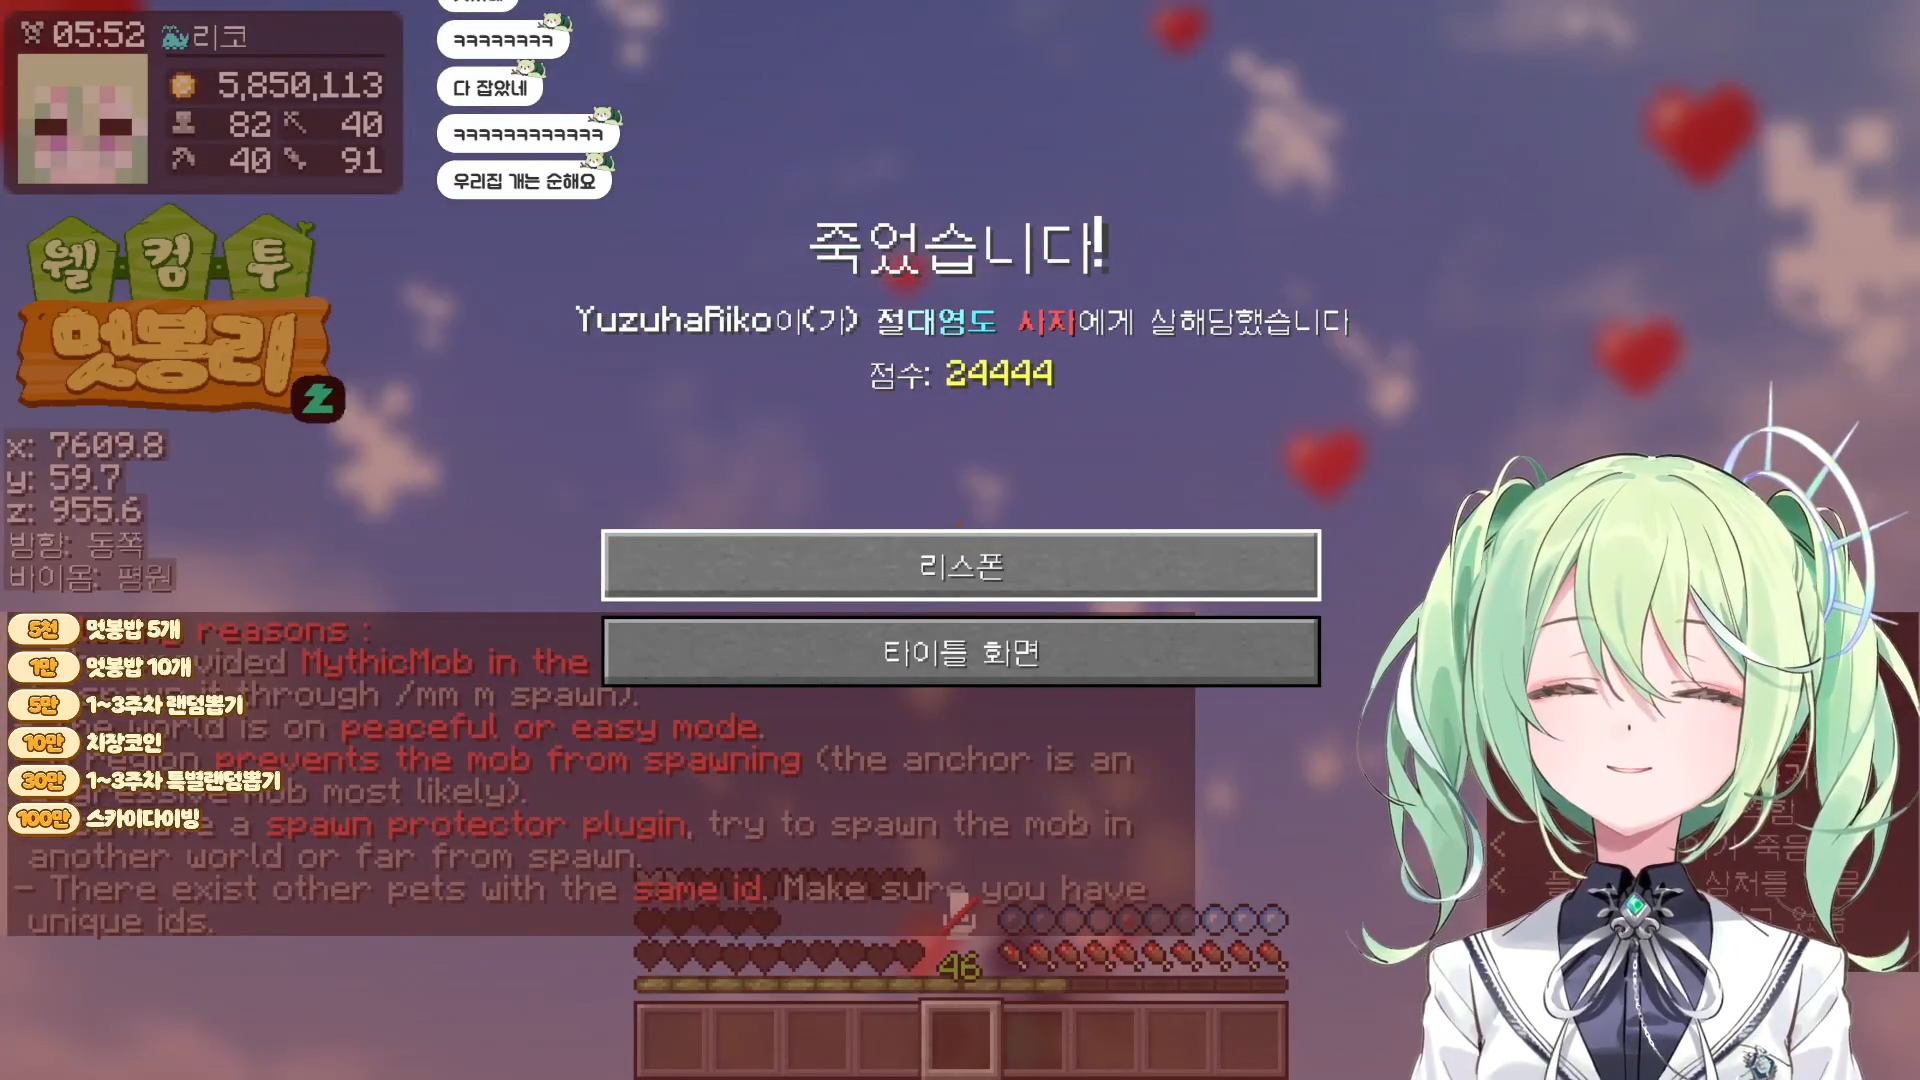 05:52 리코
5,850,113
82 40
40 91
ㅋㅋㅋㅋㅋㅋㅋㅋ
다 잡았네
ㅋㅋㅋㅋㅋㅋㅋㅋㅋㅋㅋㅋ
우리집 개는 순해요
웰컴투
멋봉리
Z
죽었습니다!
YuzuhaRiko이(가) 절대영도 사자에게 살해당했습니다
점수: 24444
x: 7609.8
y: 59.7
z: 955.6
방향: 동쪽
바이옴: 평원
리스폰
타이틀 화면
5천 멋봉밥 5개
1만 멋봉밥 10개
5만 1~3주차 랜덤뽑기
10만 치장코인
30만 1~3주차 특별랜덤뽑기
100만 스카이다이빙
reasons :
vided MythicMob in the
through /mm m spawn).
world is on peaceful or easy mode.
region prevents the mob from spawning (the anchor is an
mob most likely).
a spawn protector plugin, try to spawn the mob in
another world or far from spawn.
- There exist other pets with the same id. Make sure you have
unique ids.
46